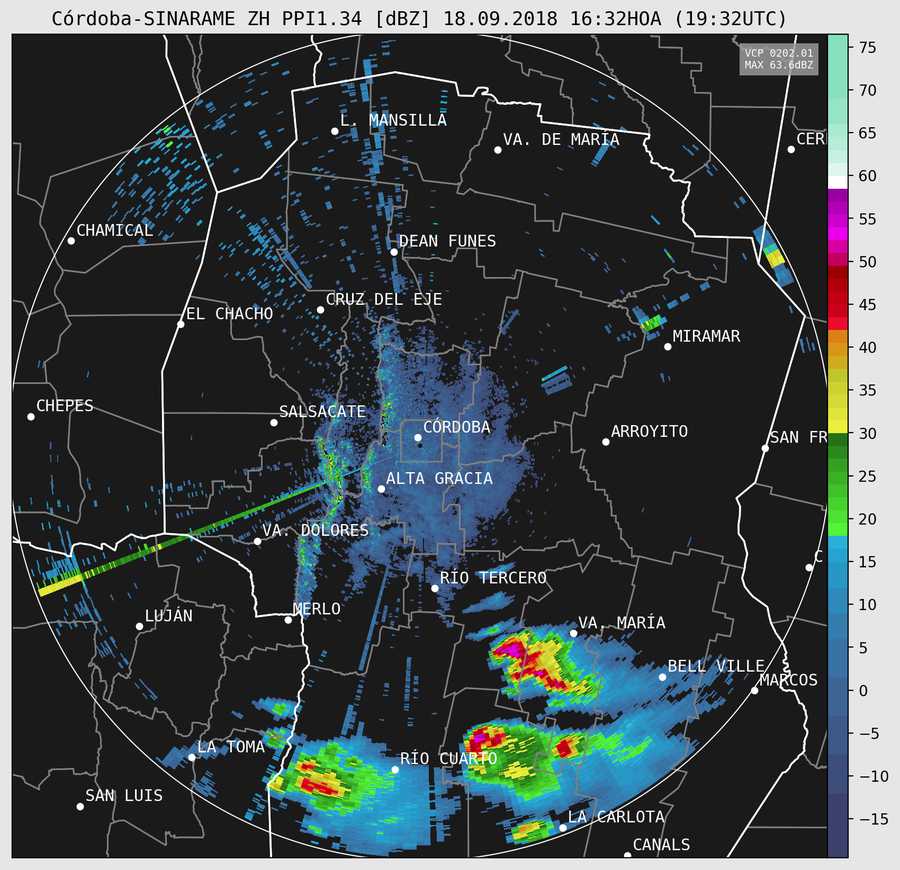 Córdoba-SINARAME ZH PPI1.34 [dBZ] 18.09.2018 16:32HOA (19:32UTC)
VCP 0202.01
MAX 63.6dBZ
75
70
65
60
55
50
45
40
35
30
25
20
15
10
5
0
−5
−10
−15
L. MANSILLA
VA. DE MARÍA
CER
CHAMICAL
DEAN FUNES
CRUZ DEL EJE
EL CHACHO
MIRAMAR
CHEPES
SALSACATE
CÓRDOBA
ARROYITO
SAN FR
ALTA GRACIA
VA. DOLORES
C
RÍO TERCERO
LUJÁN
MERLO
VA. MARÍA
BELL VILLE
MARCOS
LA TOMA
RÍO CUARTO
SAN LUIS
LA CARLOTA
CANALS